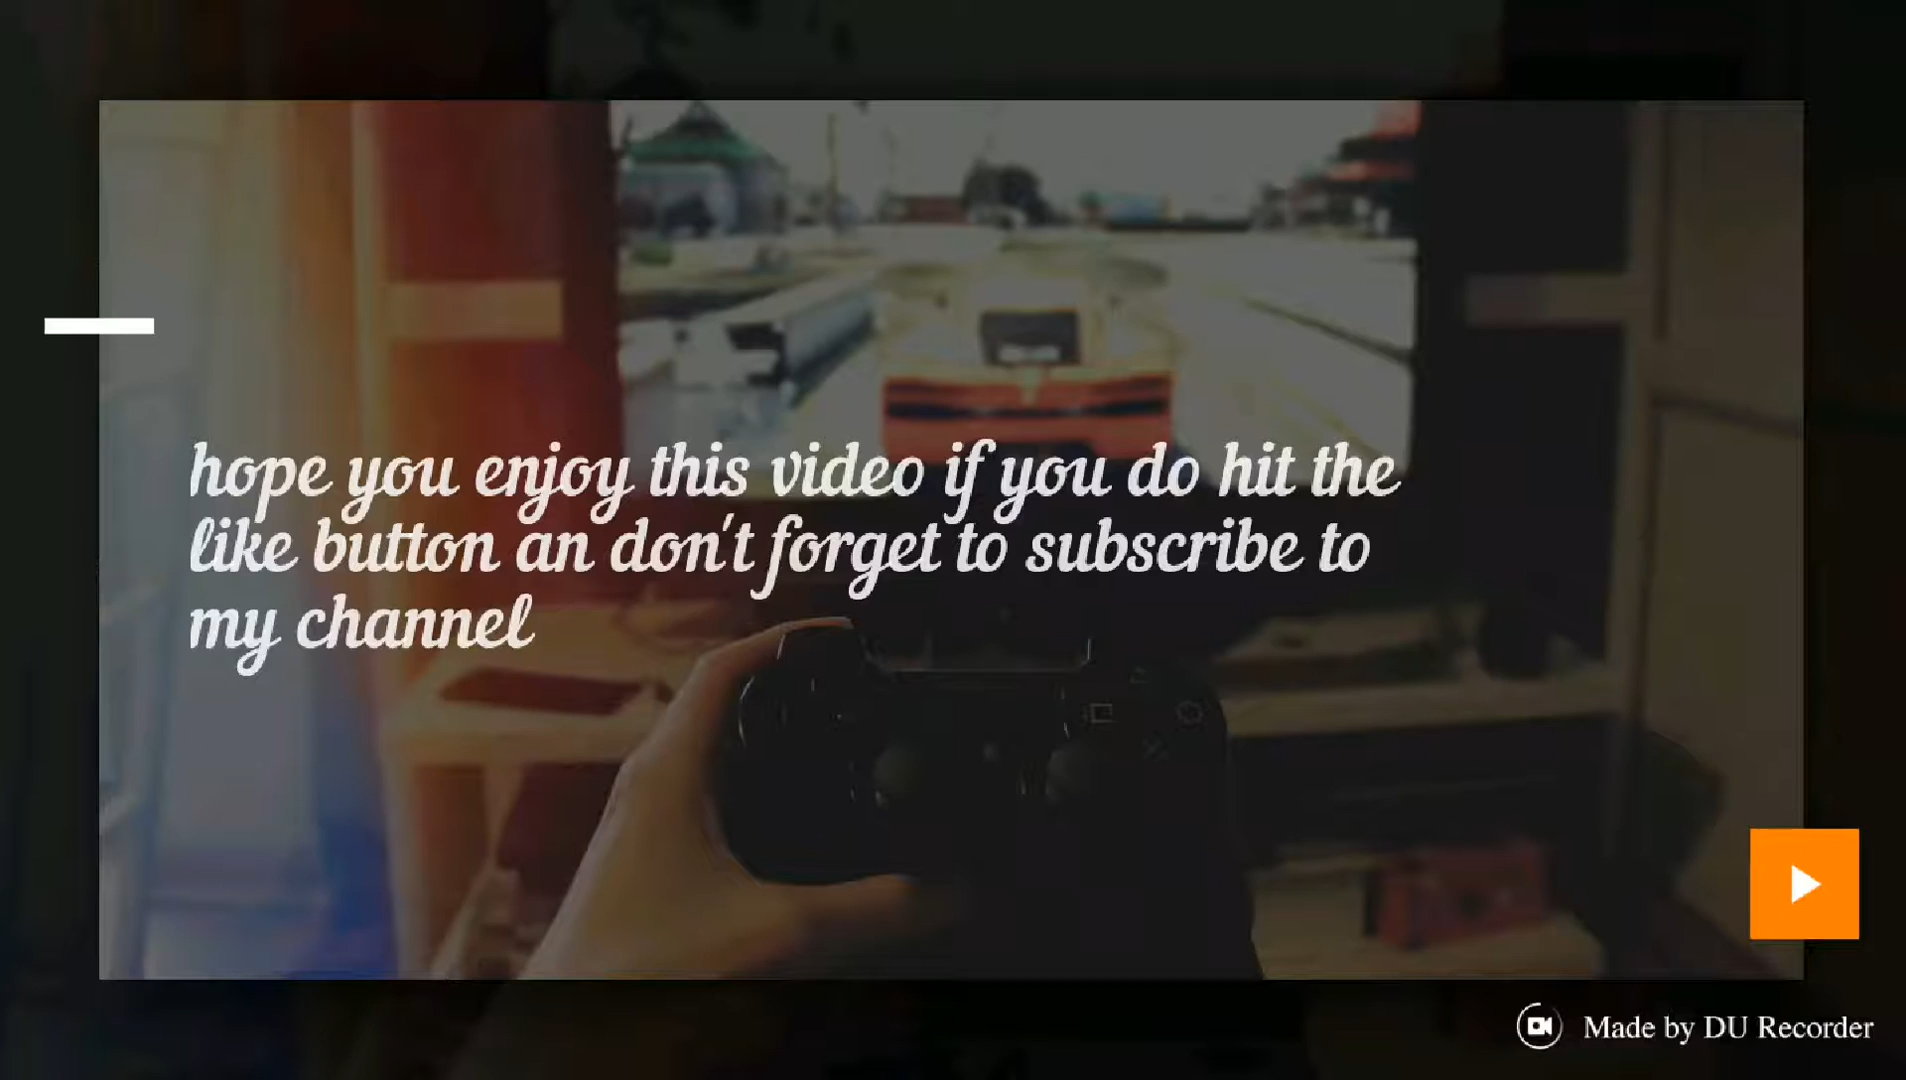 hope you enjoy this video if you do hit the
like button an don't forget to subscribe to
my channel
Made by DU Recorder